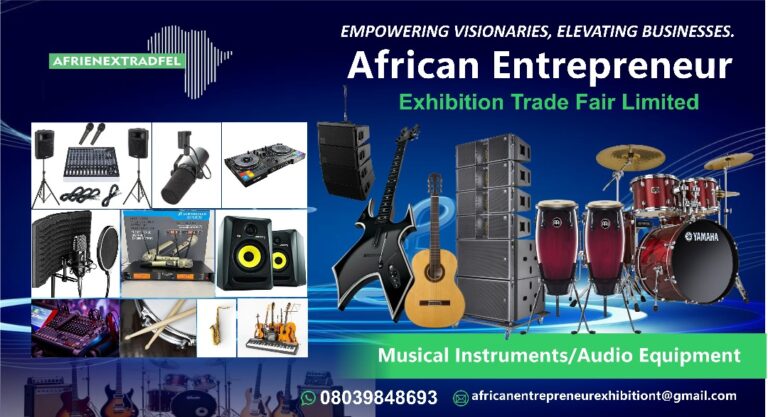 EMPOWERING VISIONARIES, ELEVATING BUSINESSES.
AFRIENEXTRADFEL
African Entrepreneur
Exhibition Trade Fair Limited
YAMAHA
Musical Instruments/Audio Equipment
08039848693
africanentrepreneurexhibitiont@gmail.com